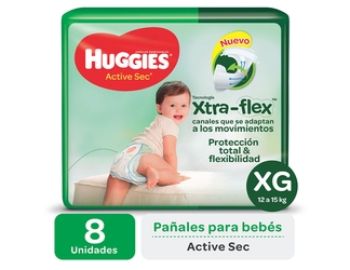 HUGGIES
Active Sec
Nuevo
Tecnología
Xtra-flex™
canales que se adaptan
a los movimientos
Protección
total &
flexibilidad
XG
12 a 15 kg
8
Unidades
Pañales para bebés
Active Sec